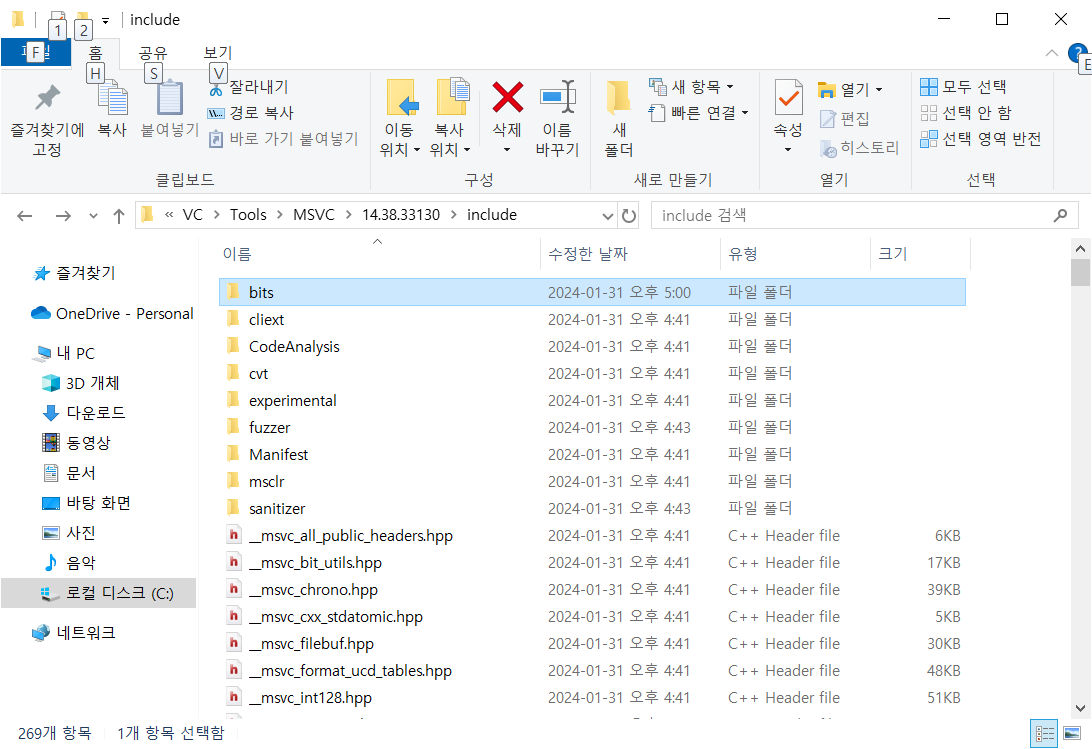 1 2 include
F 홈 공유 보기
H S V E
즐겨찾기에 고정
복사
붙여넣기
잘라내기
경로 복사
바로 가기 붙여넣기
이동 위치
복사 위치
삭제
이름 바꾸기
새 폴더
새 항목
빠른 연결
속성
열기
편집
히스토리
모두 선택
선택 안 함
선택 영역 반전
클립보드 구성 새로 만들기 열기 선택
« VC > Tools > MSVC > 14.38.33130 > include
include 검색
즐겨찾기
OneDrive - Personal
내 PC
3D 개체
다운로드
동영상
문서
바탕 화면
사진
음악
로컬 디스크 (C:)
네트워크
이름 수정한 날짜 유형 크기
bits 2024-01-31 오후 5:00 파일 폴더
cliext 2024-01-31 오후 4:41 파일 폴더
CodeAnalysis 2024-01-31 오후 4:41 파일 폴더
cvt 2024-01-31 오후 4:41 파일 폴더
experimental 2024-01-31 오후 4:41 파일 폴더
fuzzer 2024-01-31 오후 4:43 파일 폴더
Manifest 2024-01-31 오후 4:41 파일 폴더
msclr 2024-01-31 오후 4:41 파일 폴더
sanitizer 2024-01-31 오후 4:43 파일 폴더
__msvc_all_public_headers.hpp 2024-01-31 오후 4:41 C++ Header file 6KB
__msvc_bit_utils.hpp 2024-01-31 오후 4:41 C++ Header file 17KB
__msvc_chrono.hpp 2024-01-31 오후 4:41 C++ Header file 39KB
__msvc_cxx_stdatomic.hpp 2024-01-31 오후 4:41 C++ Header file 5KB
__msvc_filebuf.hpp 2024-01-31 오후 4:41 C++ Header file 30KB
__msvc_format_ucd_tables.hpp 2024-01-31 오후 4:41 C++ Header file 48KB
__msvc_int128.hpp 2024-01-31 오후 4:41 C++ Header file 51KB
269개 항목 1개 항목 선택함